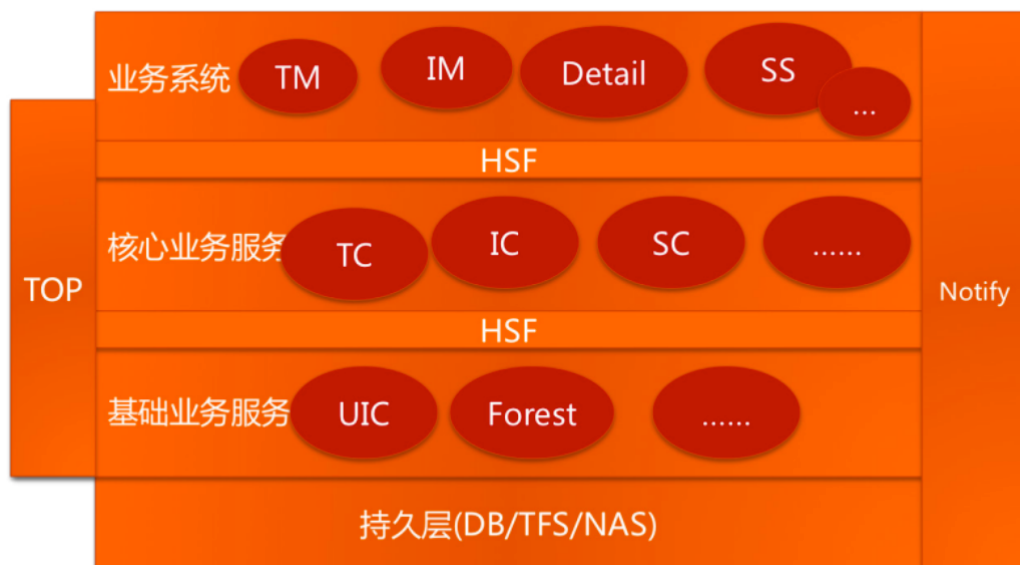 业务系统
TM
IM
Detail
SS
...
HSF
核心业务服务
TC
IC
SC
......
TOP
Notify
HSF
基础业务服务
UIC
Forest
......
持久层(DB/TFS/NAS)